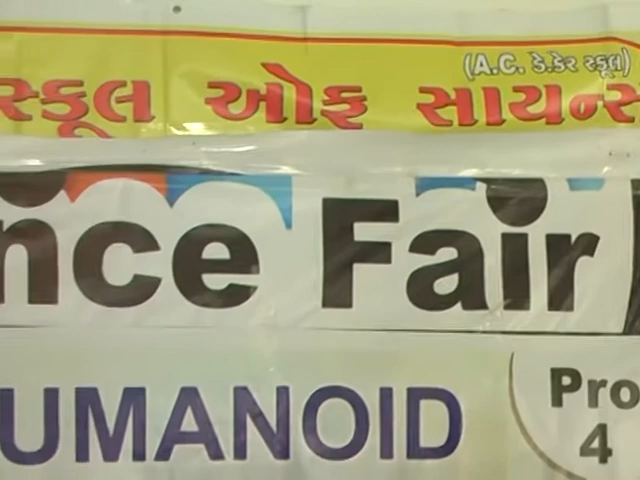 (A.C. ડે.કેર સ્કૂલ)
સ્કૂલ ઓફ સાયન્સ
nce Fair
UMANOID
Pro
4